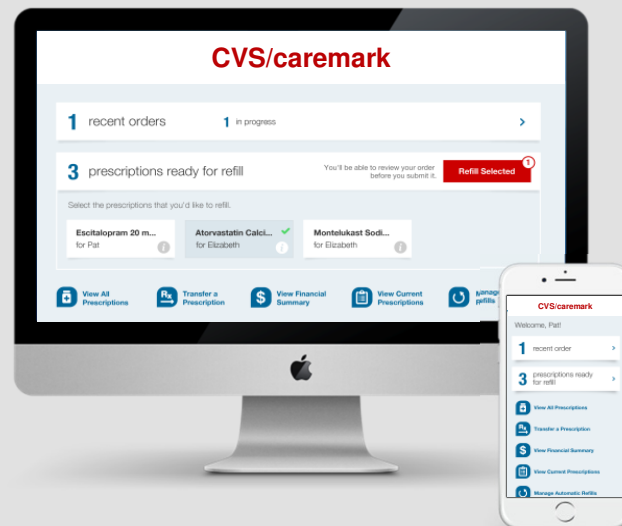 CVS/caremark
1 recent orders 1 in progress >
3 prescriptions ready for refill
You'll be able to review your order
before you submit it.
Refill Selected
1
Select the prescriptions that you'd like to refill.
Escitalopram 20 m...
for Pat
i
Atorvastatin Calci...
for Elizabeth
i
Montelukast Sodi...
for Elizabeth
i
View All
Prescriptions
Rx
Transfer a
Prescription
$
View Financial
Summary
View Current
Prescriptions
Refills
CVS/caremark
Welcome, Pat!
1 recent order >
3 prescriptions ready
for refill >
View All Prescriptions
Rx
Transfer a Prescription
$
View Financial Summary
View Current Prescriptions
Manage Automatic Refills